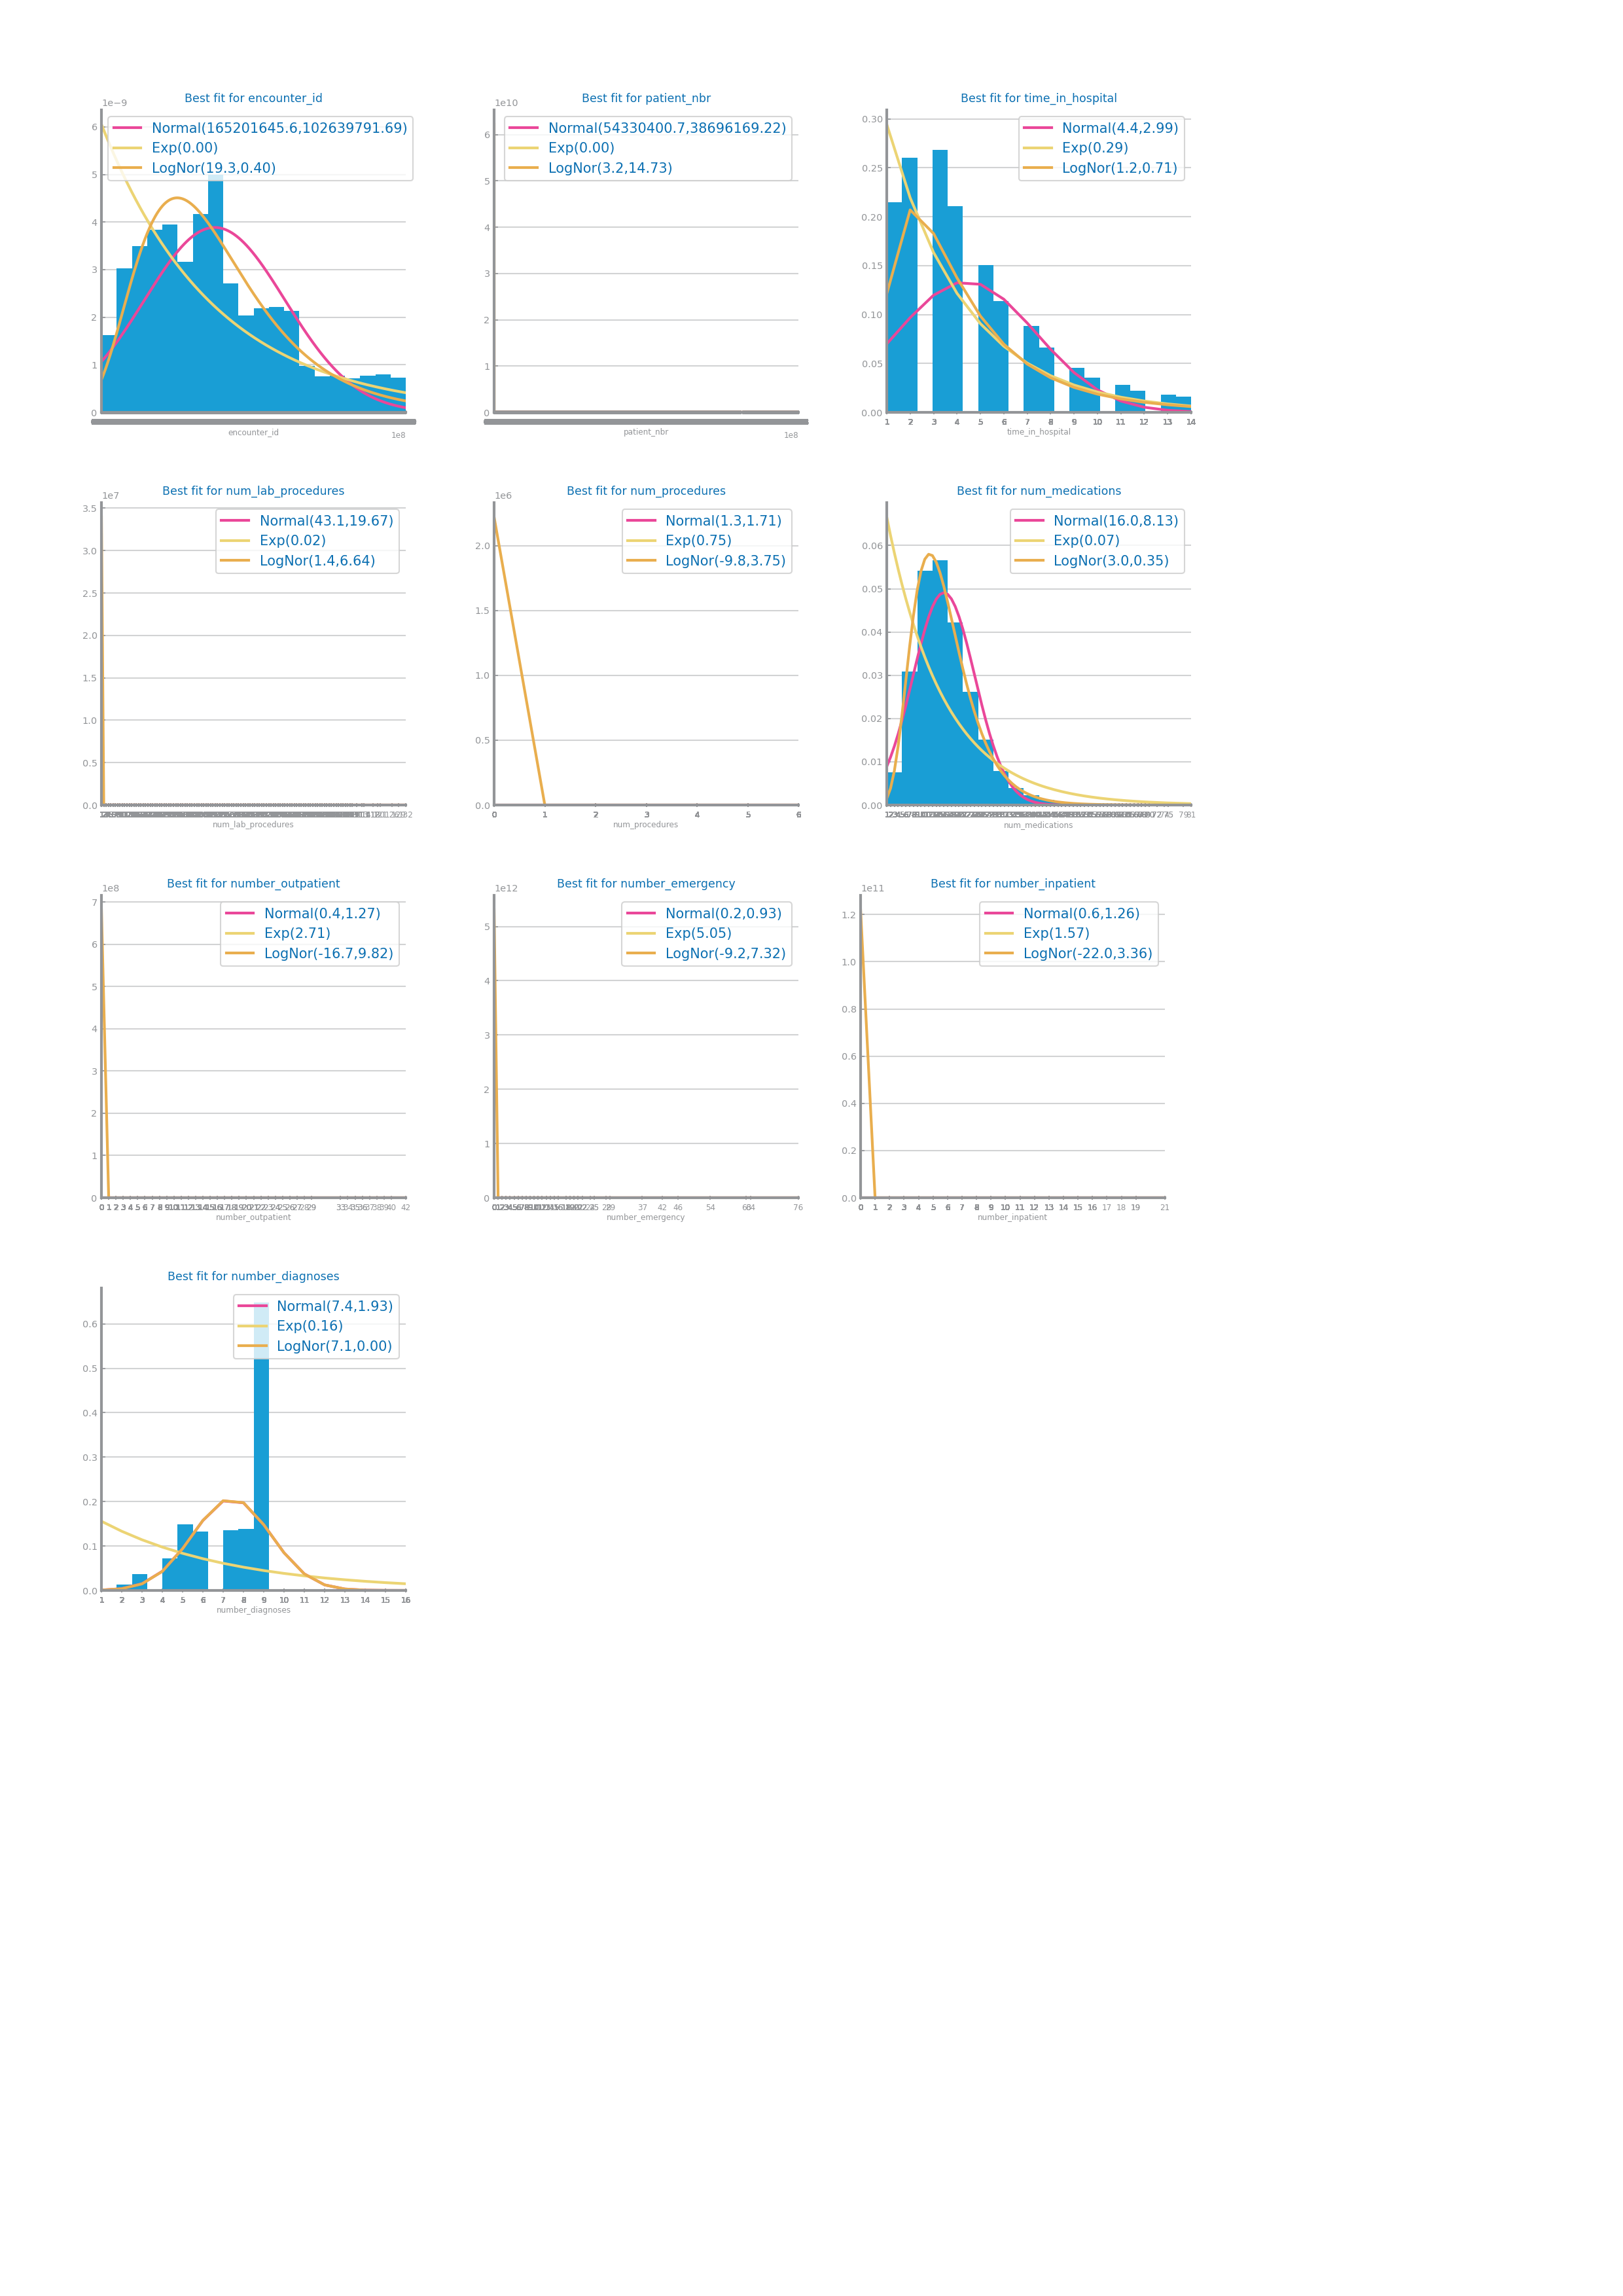 Best fit for encounter_id
1e−9
Normal(165201645.6,102639791.69)
Exp(0.00)
LogNor(19.3,0.40)
6
5
4
3
2
1
0
encounter_id
1e8
Best fit for patient_nbr
1e10
Normal(54330400.7,38696169.22)
Exp(0.00)
LogNor(3.2,14.73)
6
5
4
3
2
1
0
patient_nbr
1e8
Best fit for time_in_hospital
Normal(4.4,2.99)
Exp(0.29)
LogNor(1.2,0.71)
0.30
0.25
0.20
0.15
0.10
0.05
0.00
1 2 3 4 5 6 7 8 9 10 11 12 13 14
time_in_hospital
Best fit for num_lab_procedures
1e7
Normal(43.1,19.67)
Exp(0.02)
LogNor(1.4,6.64)
3.5
3.0
2.5
2.0
1.5
1.0
0.5
0.0
num_lab_procedures
Best fit for num_procedures
1e6
Normal(1.3,1.71)
Exp(0.75)
LogNor(-9.8,3.75)
2.0
1.5
1.0
0.5
0.0
0 1 2 3 4 5 6
num_procedures
Best fit for num_medications
Normal(16.0,8.13)
Exp(0.07)
LogNor(3.0,0.35)
0.06
0.05
0.04
0.03
0.02
0.01
0.00
num_medications
Best fit for number_outpatient
1e8
Normal(0.4,1.27)
Exp(2.71)
LogNor(-16.7,9.82)
7
6
5
4
3
2
1
0
0 1 2 3 4 5 6 7 8 42
number_outpatient
Best fit for number_emergency
1e12
Normal(0.2,0.93)
Exp(5.05)
LogNor(-9.2,7.32)
5
4
3
2
1
0
37 42 46 54 76
number_emergency
Best fit for number_inpatient
1e11
Normal(0.6,1.26)
Exp(1.57)
LogNor(-22.0,3.36)
1.2
1.0
0.8
0.6
0.4
0.2
0.0
0 1 2 3 4 5 6 7 8 9 10 11 12 13 14 15 16 17 18 19 21
number_inpatient
Best fit for number_diagnoses
Normal(7.4,1.93)
Exp(0.16)
LogNor(7.1,0.00)
0.6
0.5
0.4
0.3
0.2
0.1
0.0
1 2 3 4 5 6 7 8 9 10 11 12 13 14 15 16
number_diagnoses